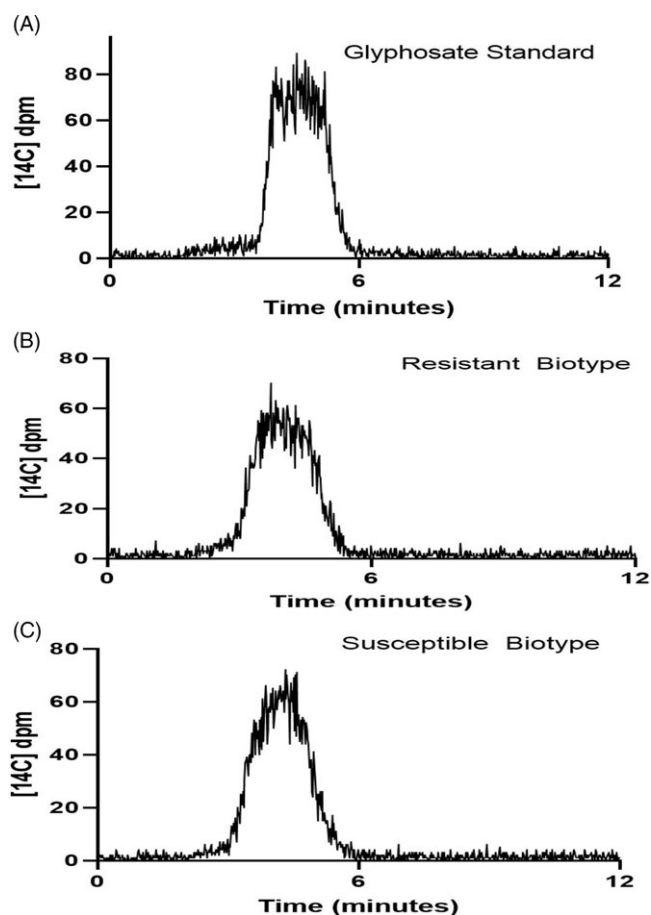 (A)
Glyphosate Standard
80
60
40
20
0
[14C] dpm
0 6 12
Time (minutes)
(B)
Resistant Biotype
80
60
40
20
0
[14C] dpm
0 6 12
Time (minutes)
(C)
Susceptible Biotype
80
60
40
20
0
[14C] dpm
0 6 12
Time (minutes)